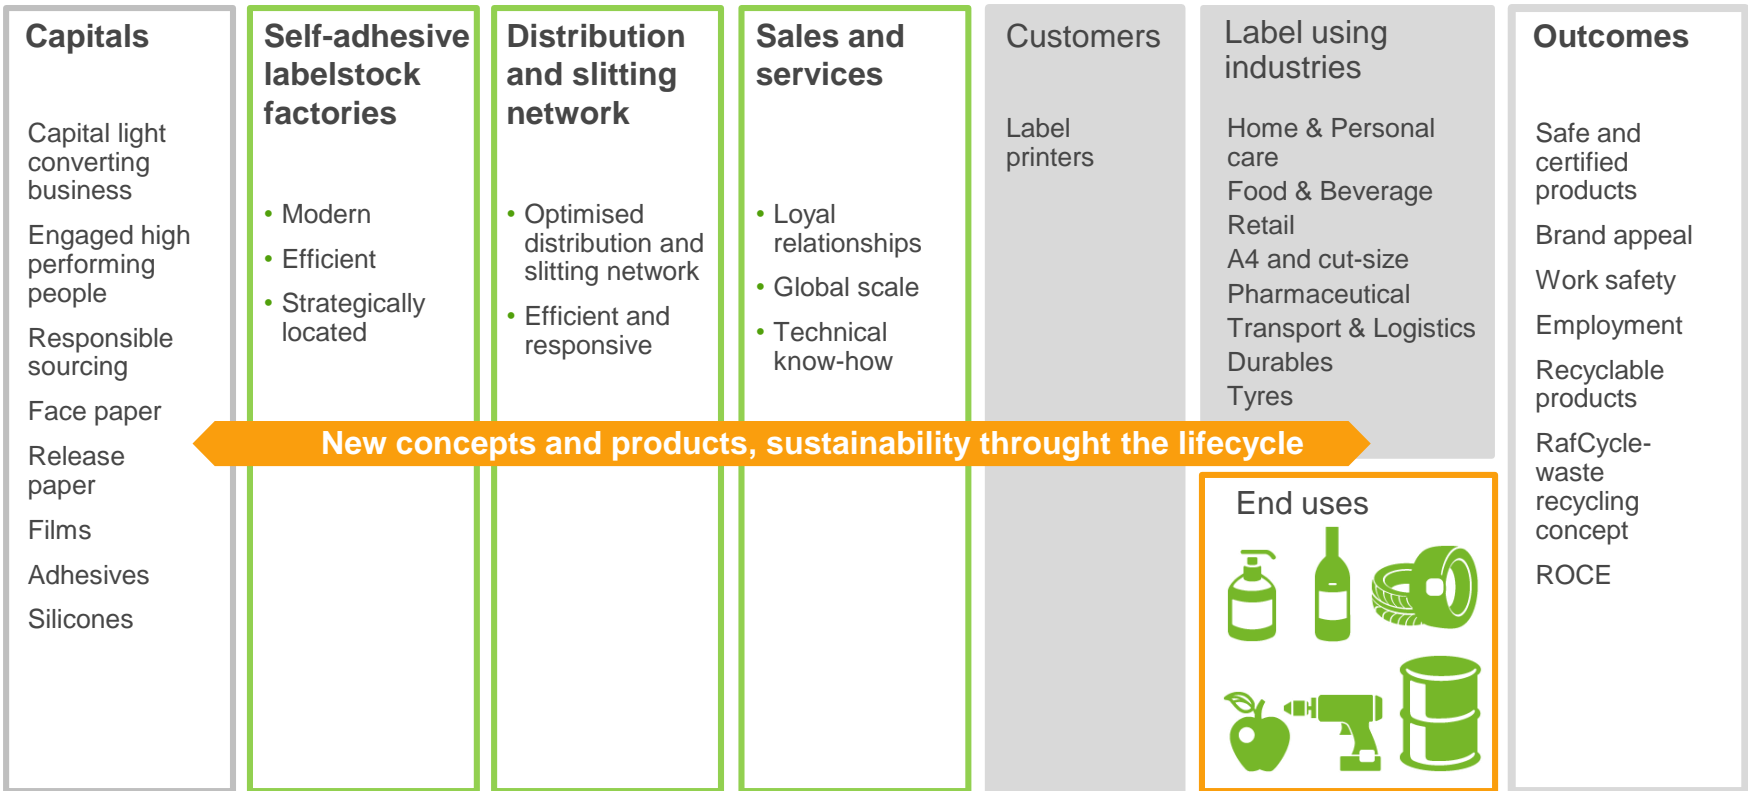 Capitals
Capital light
converting
business
Engaged high
performing
people
Responsible
sourcing
Face paper
Release
paper
Films
Adhesives
Silicones
Self-adhesive
labelstock
factories
• Modern
• Efficient
• Strategically
located
Distribution
and slitting
network
• Optimised
distribution and
slitting network
• Efficient and
responsive
Sales and
services
• Loyal
relationships
• Global scale
• Technical
know-how
Customers
Label
printers
Label using
industries
Home & Personal
care
Food & Beverage
Retail
A4 and cut-size
Pharmaceutical
Transport & Logistics
Durables
Tyres
New concepts and products, sustainability throught the lifecycle
End uses
Outcomes
Safe and
certified
products
Brand appeal
Work safety
Employment
Recyclable
products
RafCycle-
waste
recycling
concept
ROCE